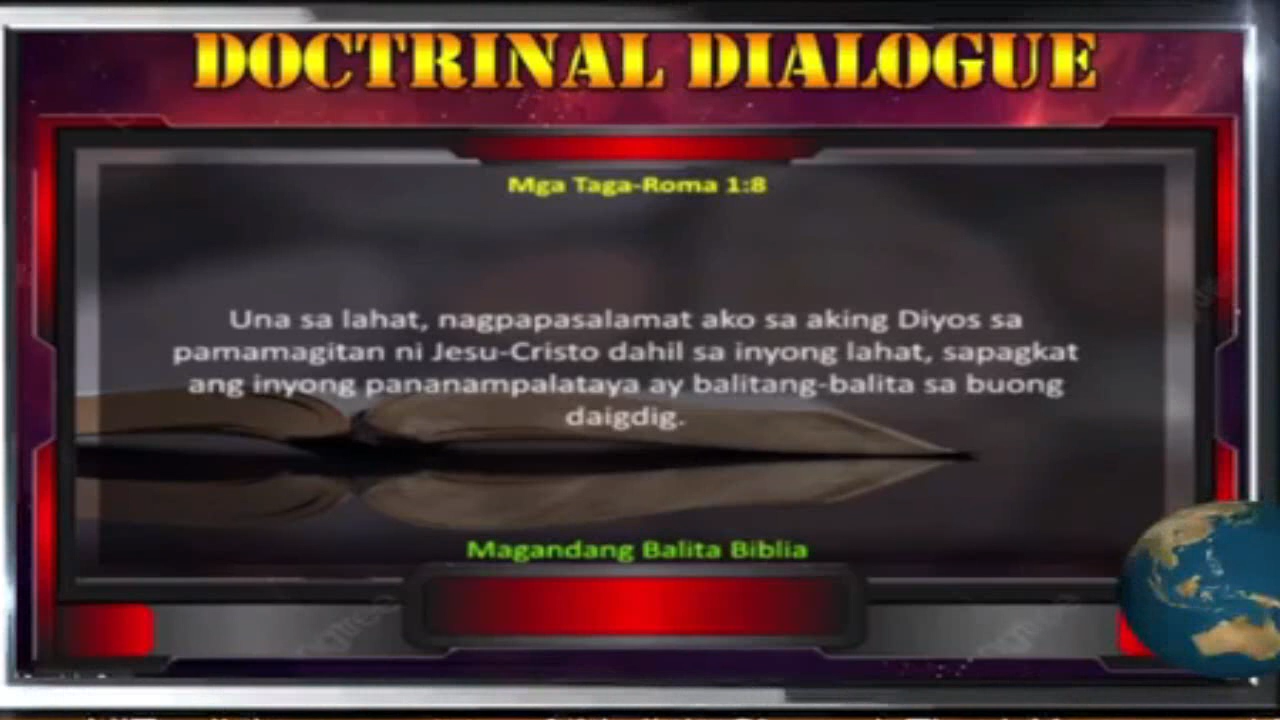 DOCTRINAL DIALOGUE
Mga Taga-Roma 1:8
Una sa lahat, nagpapasalamat ako sa aking Diyos sa
pamamagitan ni Jesu-Cristo dahil sa inyong lahat, sapagkat
ang inyong pananampalataya ay balitang-balita sa buong
daigdig.
Magandang Balita Biblia